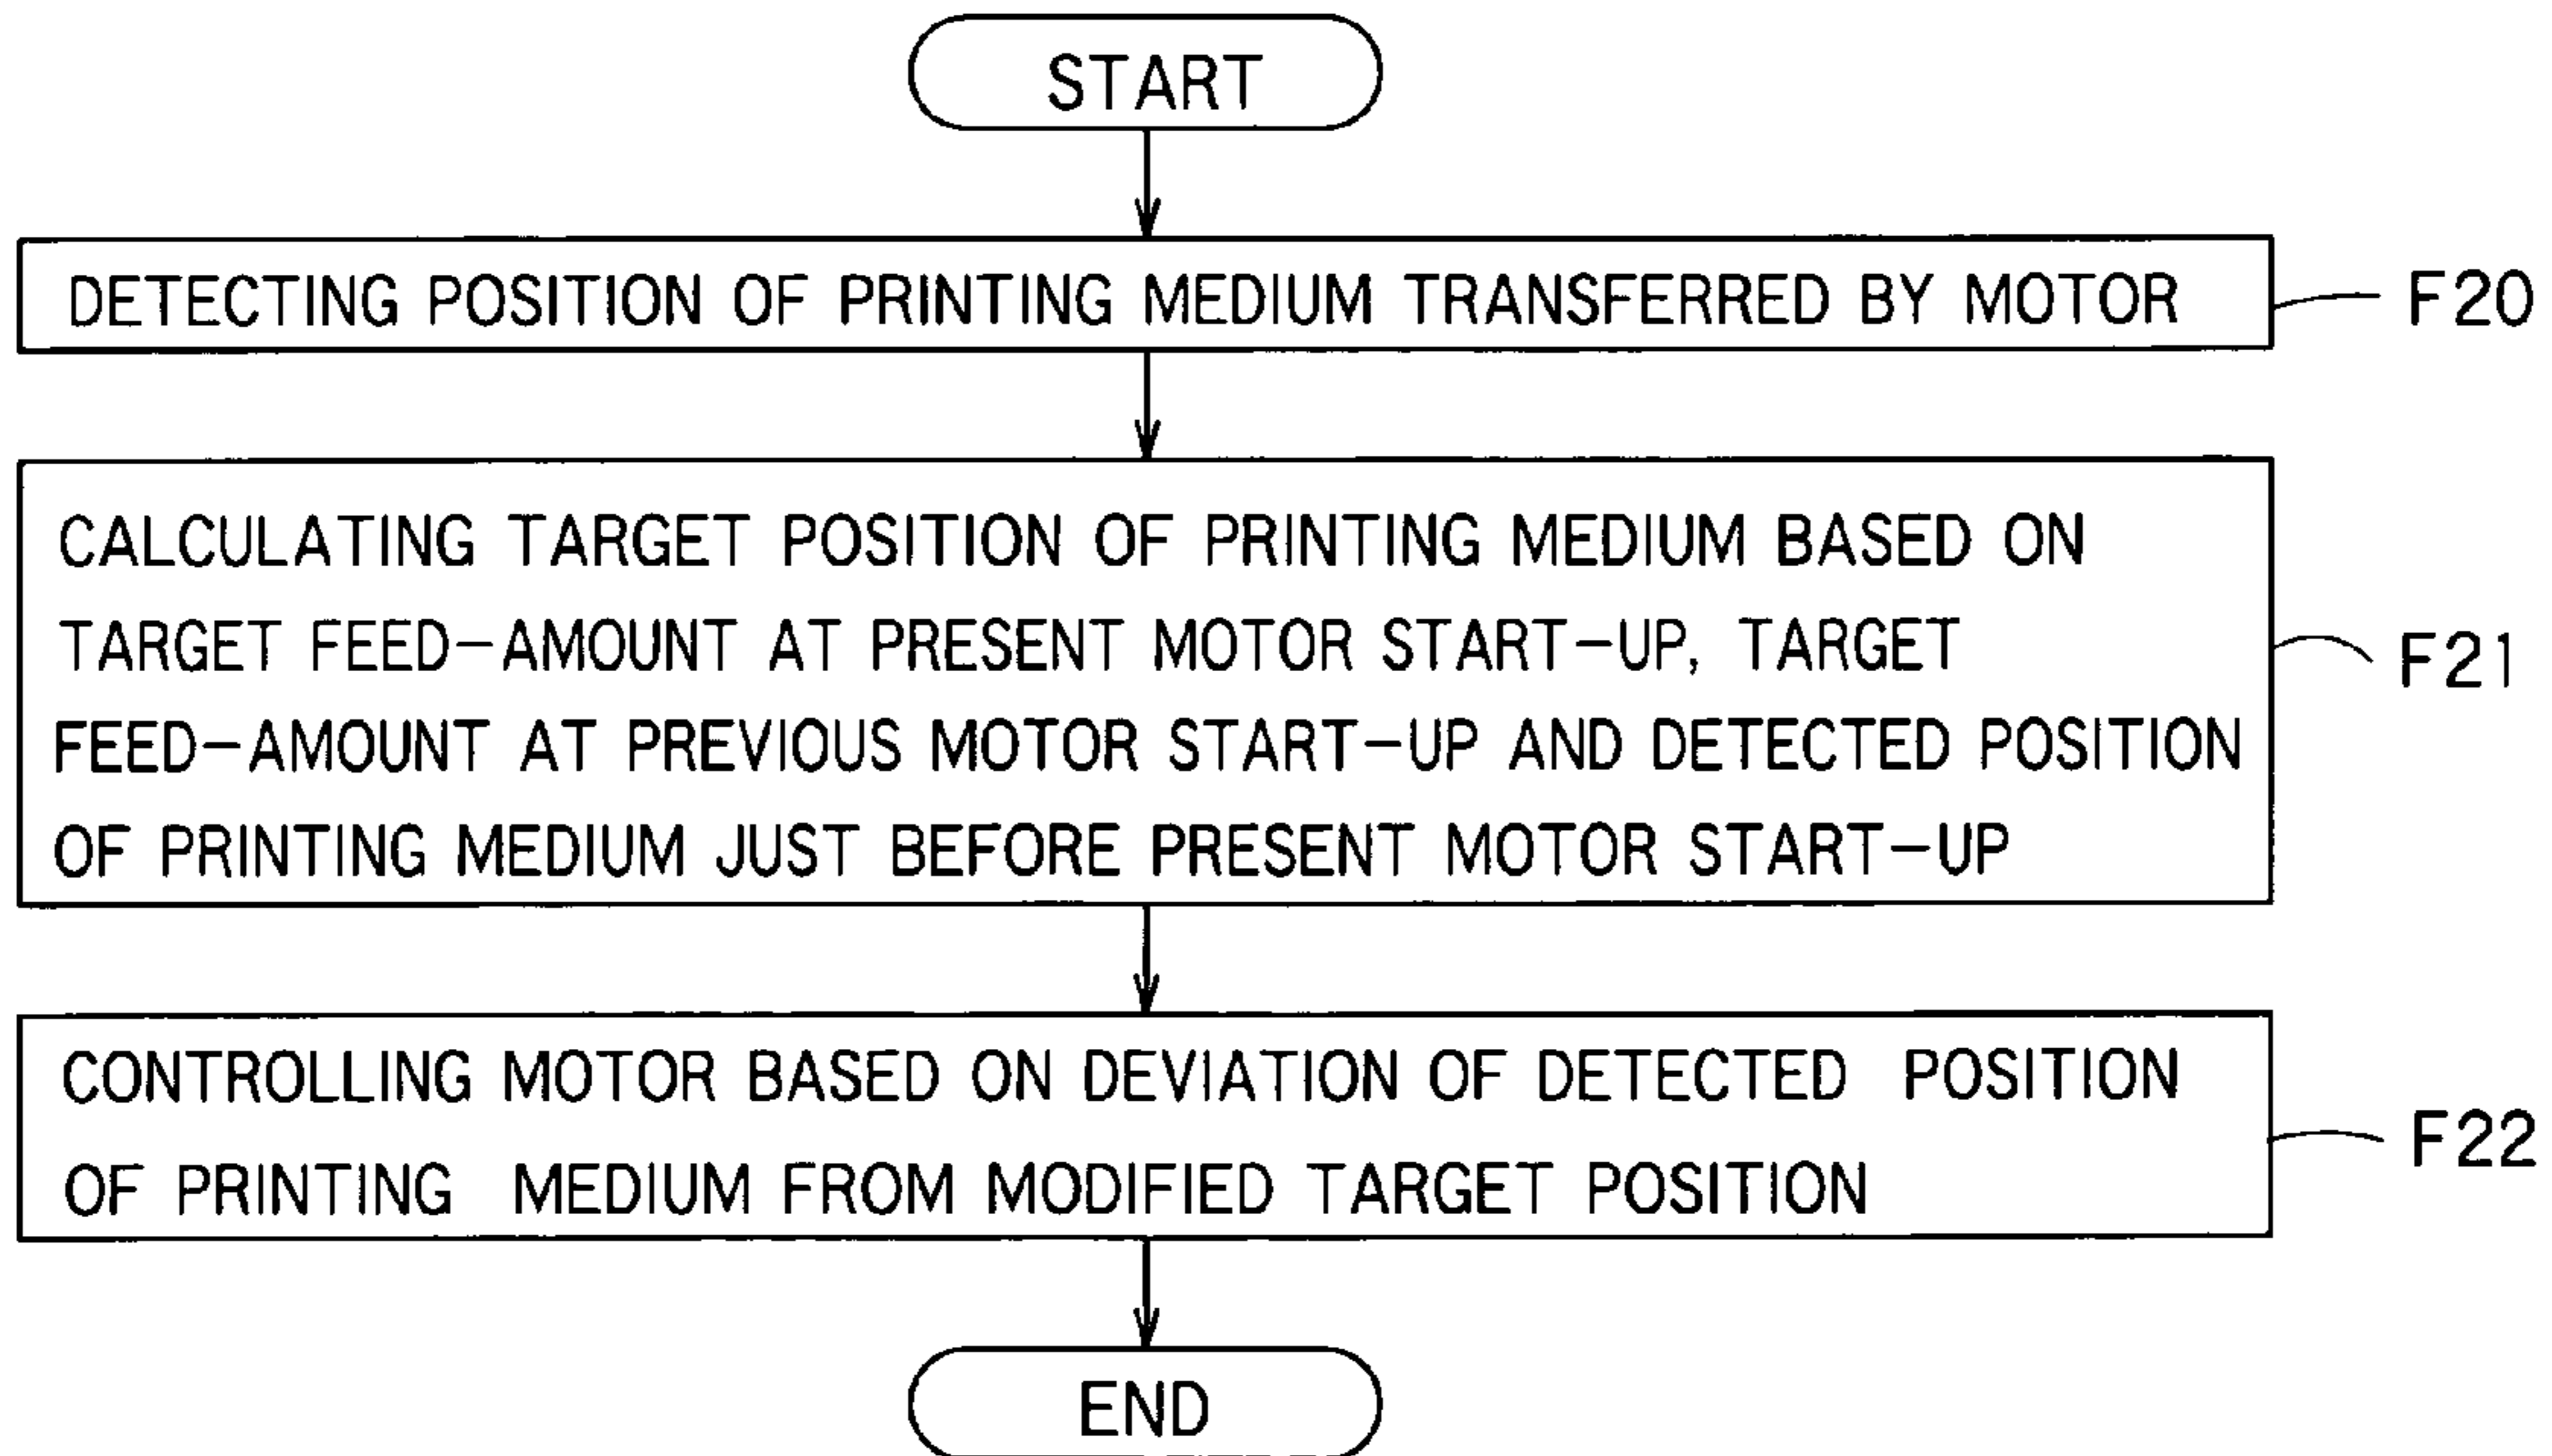 START
DETECTING POSITION OF PRINTING MEDIUM TRANSFERRED BY MOTOR
F20
CALCULATING TARGET POSITION OF PRINTING MEDIUM BASED ON
TARGET FEED-AMOUNT AT PRESENT MOTOR START-UP, TARGET
FEED-AMOUNT AT PREVIOUS MOTOR START-UP AND DETECTED POSITION
OF PRINTING MEDIUM JUST BEFORE PRESENT MOTOR START-UP
F21
CONTROLLING MOTOR BASED ON DEVIATION OF DETECTED POSITION
OF PRINTING MEDIUM FROM MODIFIED TARGET POSITION
F22
END